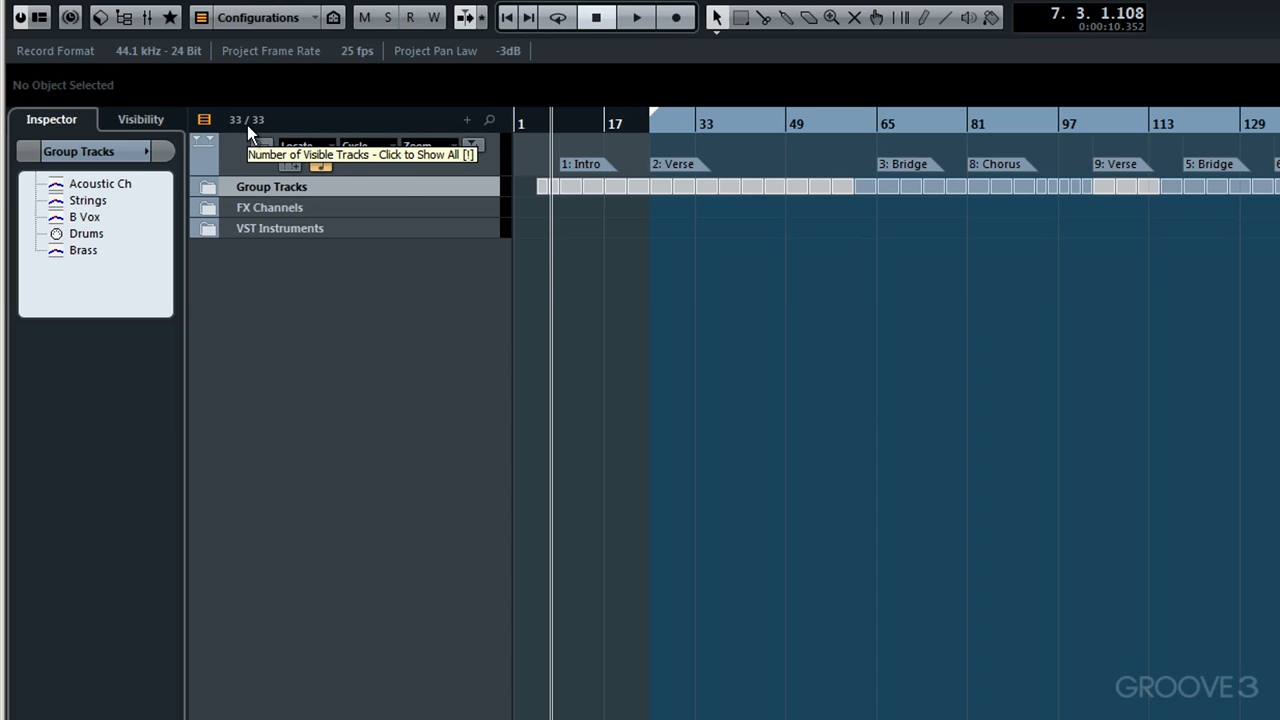 Configurations
M S R W
7. 3. 1.108
0:00:10.352
Record Format 44.1 kHz - 24 Bit Project Frame Rate 25 fps Project Pan Law -3dB
No Object Selected
Inspector Visibility 33 / 33
1 17 33 49 65 81 97 113 129
Locate Cycle Zoom
Number of Visible Tracks - Click to Show All [!]
1: Intro 2: Verse 3: Bridge 8: Chorus 9: Verse 5: Bridge
Group Tracks
Group Tracks
FX Channels
VST Instruments
Acoustic Ch
Strings
B Vox
Drums
Brass
GROOVE3